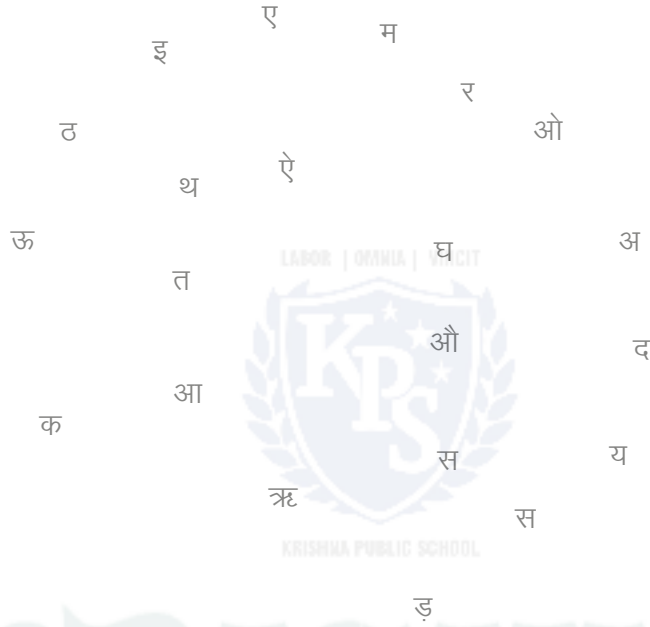 ए
म
इ
र
ठ
ओ
ऐ
थ
ऊ
अ
घ
LABOR | OMNIA | VINCIT
त
औ
द
KPS
आ
क
य
स
ऋ
स
KRISHNA PUBLIC SCHOOL
ड़